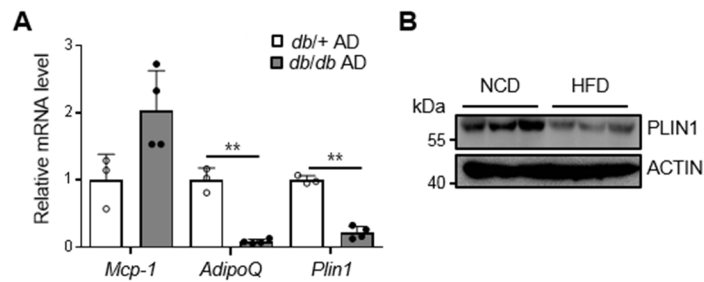 A
Relative mRNA level
3
2
1
0
db/+ AD
db/db AD
**
**
Mcp-1
AdipoQ
Plin1
B
NCD
HFD
kDa
55
40
PLIN1
ACTIN